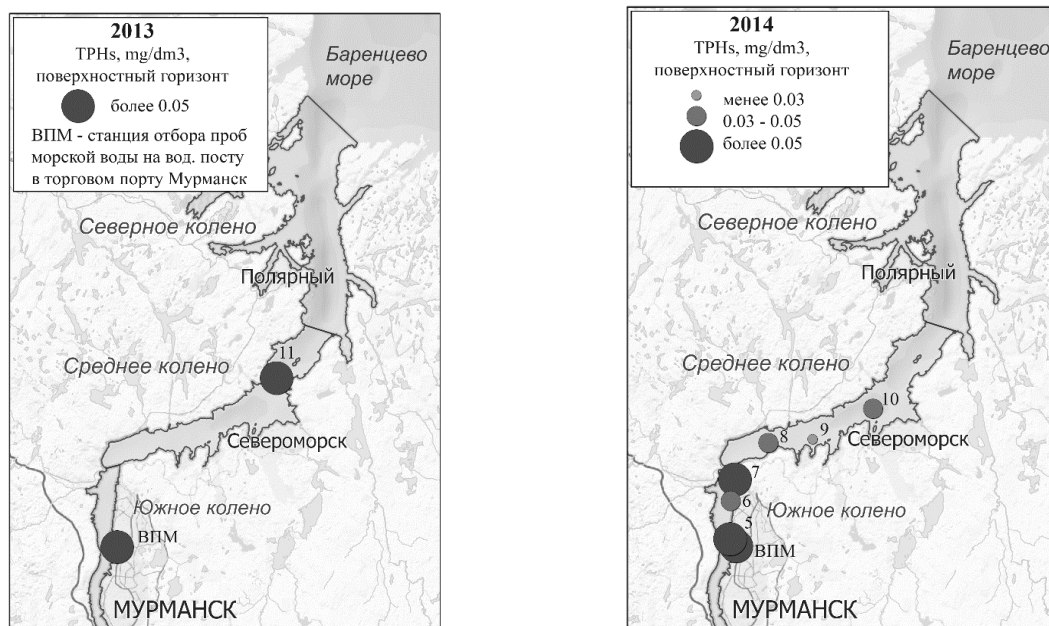 2013
TPHs, mg/dm3,
поверхностный горизонт
более 0.05
ВПМ - станция отбора проб
морской воды на вод. посту
в торговом порту Мурманск
Баренцево
море
Северное колено
Полярный
11
Среднее колено
Североморск
Южное колено
ВПМ
МУРМАНСК
2014
TPHs, mg/dm3,
поверхностный горизонт
менее 0.03
0.03 - 0.05
более 0.05
Баренцево
море
Северное колено
Полярный
Среднее колено
10
9
8
Североморск
7
6
Южное колено
5
ВПМ
МУРМАНСК